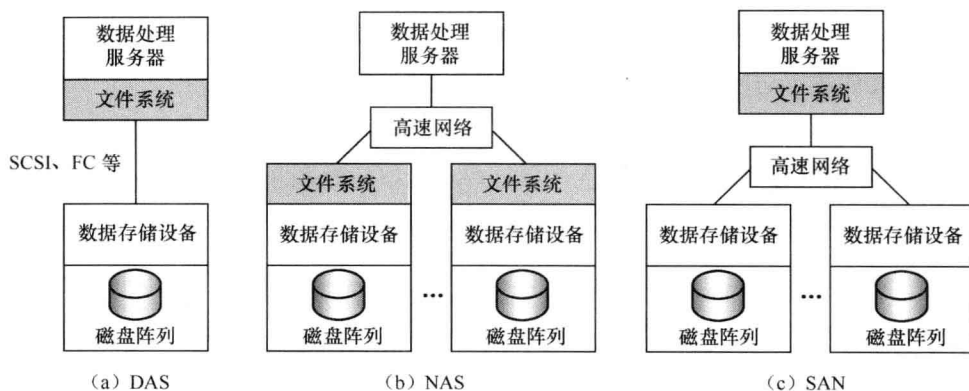 数据处理
服务器
文件系统
SCSI、FC 等
数据存储设备
磁盘阵列
(a) DAS
数据处理
服务器
高速网络
文件系统
数据存储设备
磁盘阵列
...
文件系统
数据存储设备
磁盘阵列
(b) NAS
数据处理
服务器
文件系统
高速网络
数据存储设备
磁盘阵列
...
数据存储设备
磁盘阵列
(c) SAN